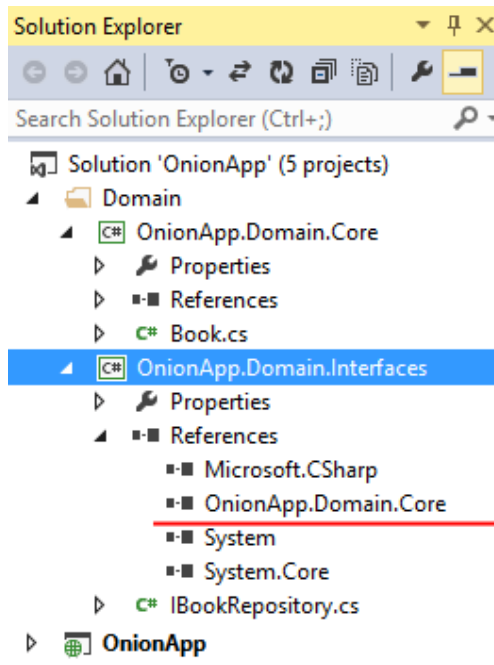 Solution Explorer
Search Solution Explorer (Ctrl+;)
Solution 'OnionApp' (5 projects)
Domain
C# OnionApp.Domain.Core
Properties
References
C# Book.cs
C# OnionApp.Domain.Interfaces
Properties
References
Microsoft.CSharp
OnionApp.Domain.Core
System
System.Core
C# IBookRepository.cs
OnionApp